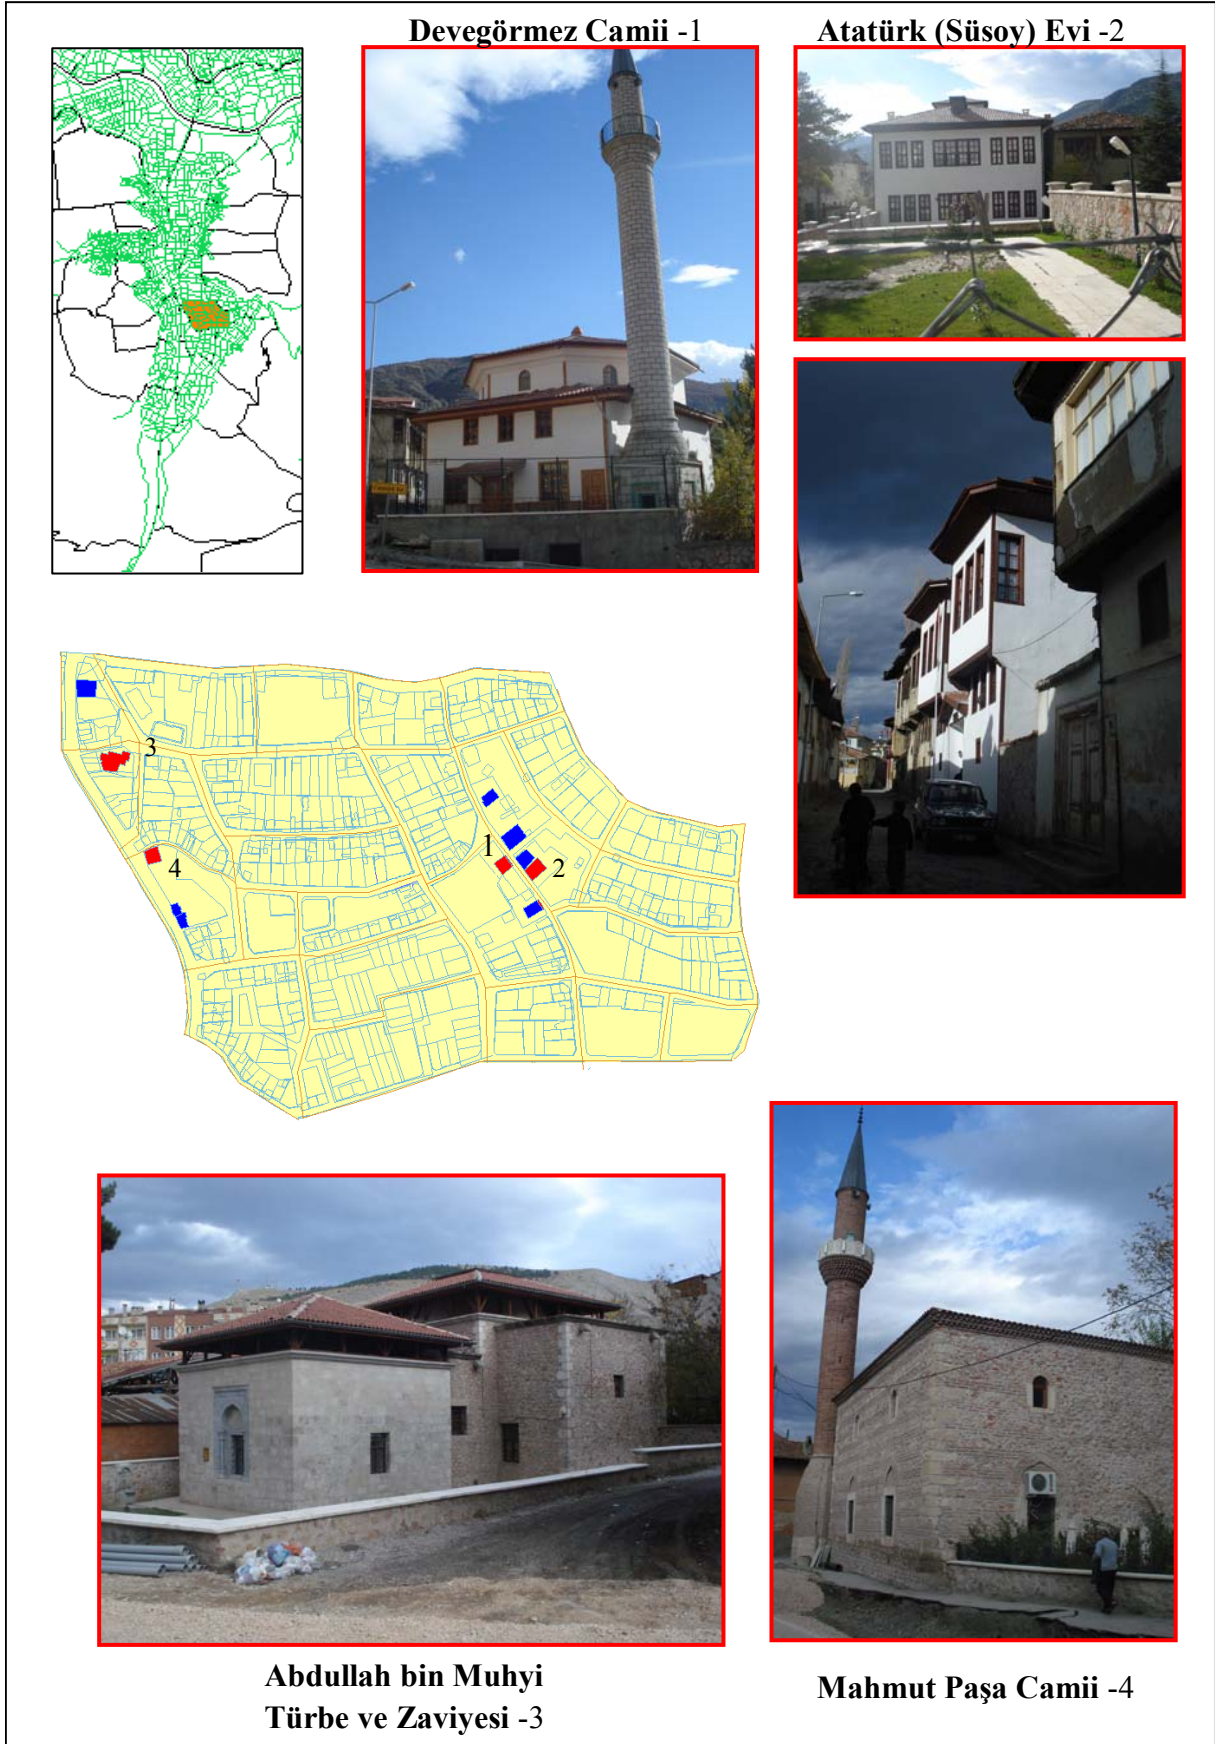 Devegörmez Camii -1
Atatürk (Süsoy) Evi -2
3
4
1
2
Abdullah bin Muhyi
Türbe ve Zaviyesi -3
Mahmut Paşa Camii -4